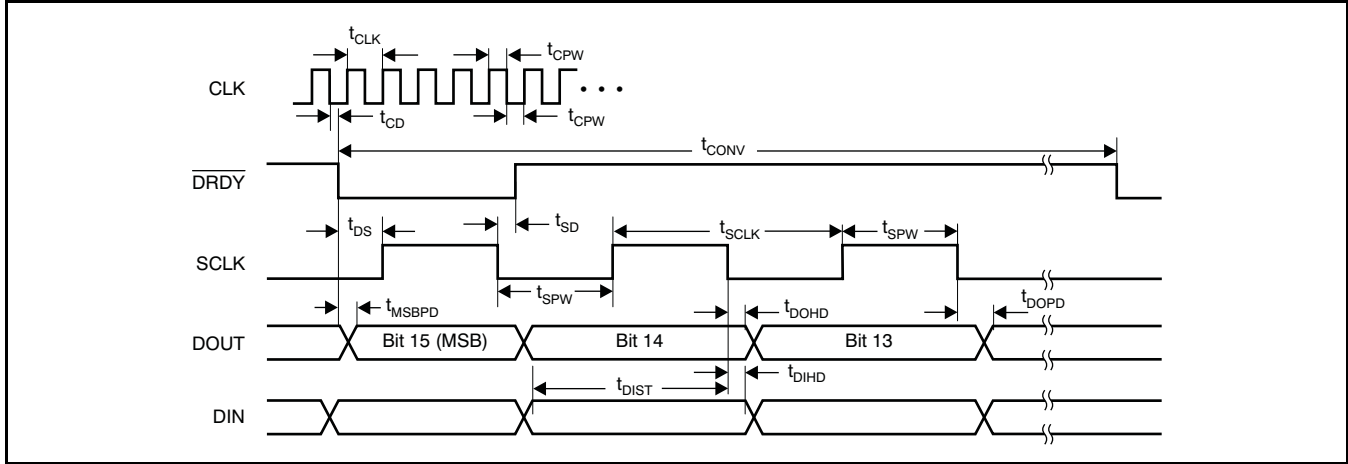 tCLK
tCPW
CLK
• • •
tCD
tCPW
tCONV
DRDY
tDS
tSD
tSCLK
tSPW
SCLK
tSPW
tMSBPD
tDOHD
tDOPD
DOUT
Bit 15 (MSB)
Bit 14
Bit 13
tDIST
tDIHD
DIN